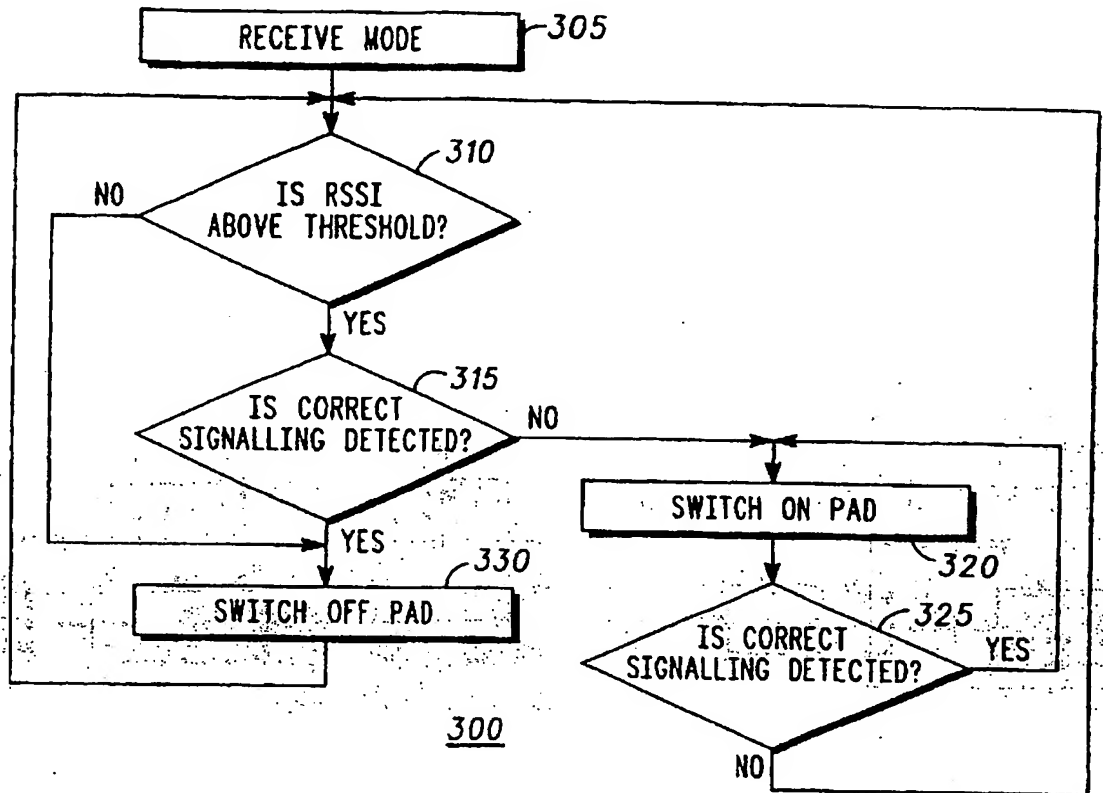 RECEIVE MODE
305
310
NO
IS RSSI
ABOVE THRESHOLD?
YES
315
IS CORRECT
SIGNALLING DETECTED?
NO
YES
330
SWITCH OFF PAD
SWITCH ON PAD
320
325
IS CORRECT
SIGNALLING DETECTED?
YES
NO
300